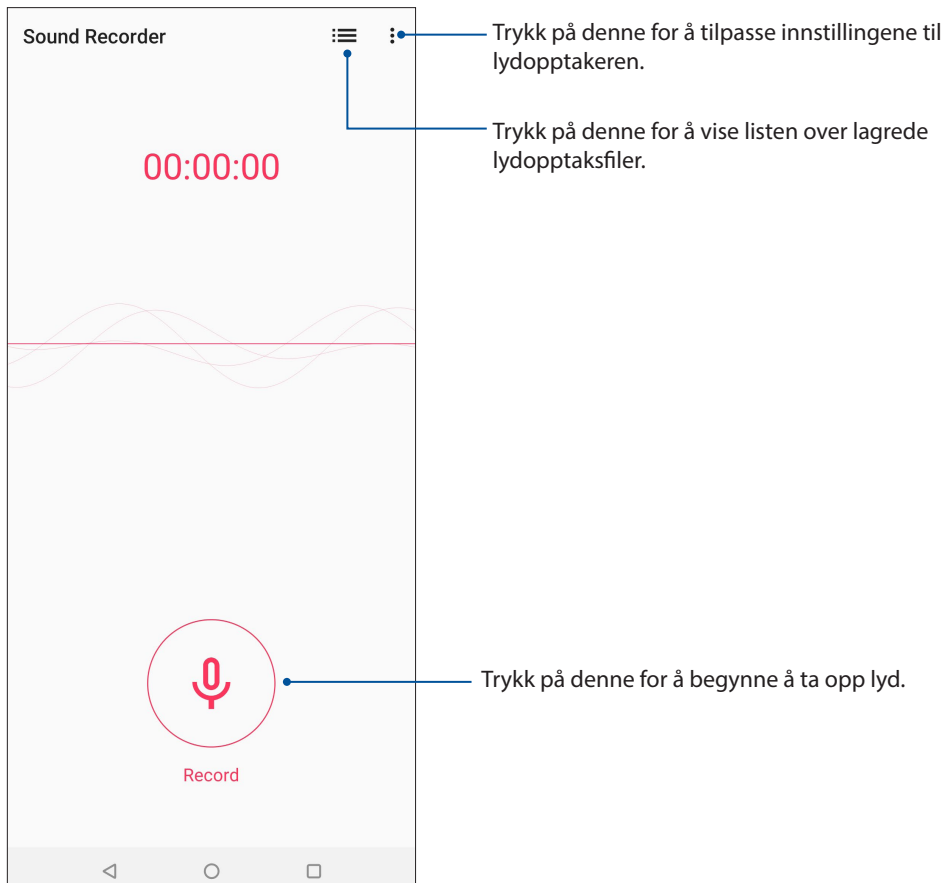 Sound Recorder
Trykk på denne for å tilpasse innstillingene til
lydopptakeren.
Trykk på denne for å vise listen over lagrede
lydopptaksfiler.
00:00:00
Trykk på denne for å begynne å ta opp lyd.
Record